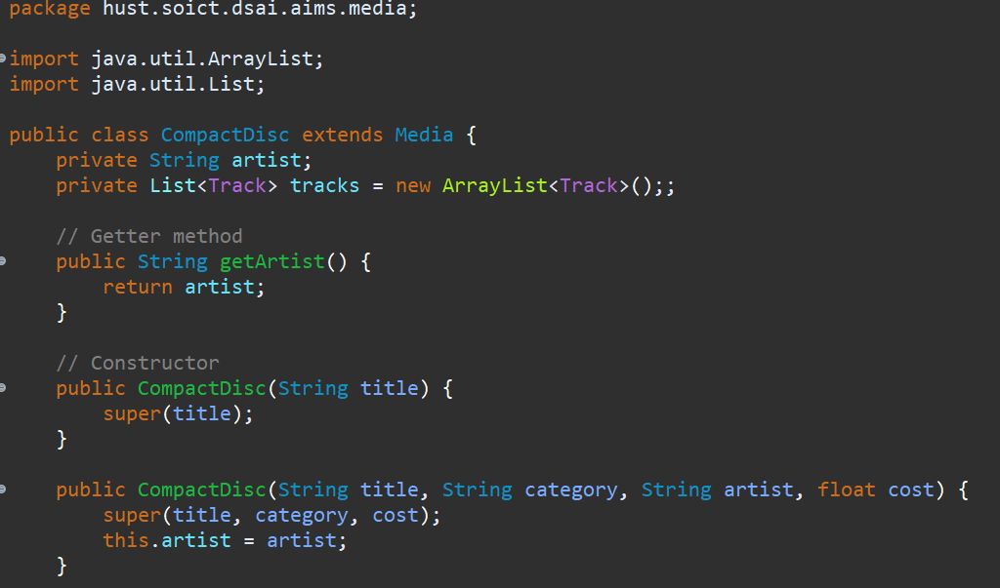 package hust.soict.dsai.aims.media;
import java.util.ArrayList;
import java.util.List;
public class CompactDisc extends Media {
    private String artist;
    private List<Track> tracks = new ArrayList<Track>();;
    // Getter method
    public String getArtist() {
        return artist;
    }
    // Constructor
    public CompactDisc(String title) {
        super(title);
    }
    public CompactDisc(String title, String category, String artist, float cost) {
        super(title, category, cost);
        this.artist = artist;
    }